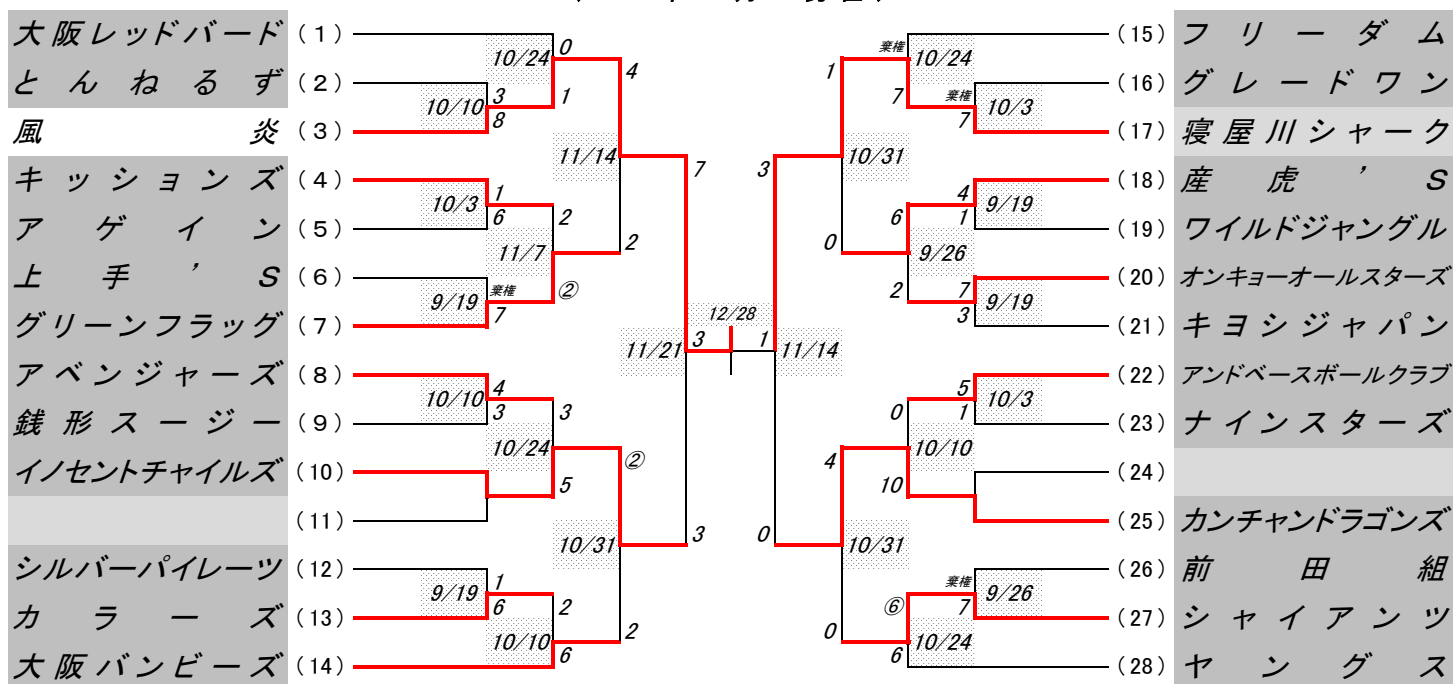 大阪レッドバード (1)
とんねるず (2)
風炎 (3)
キッションズ (4)
アゲイン (5)
上手’S (6)
グリーンフラッグ (7)
アベンジャーズ (8)
銭形スージー (9)
イノセントチャイルズ (10)
(11)
シルバーパイレーツ (12)
カラーズ (13)
大阪バンビーズ (14)
10/24 0 1
10/10 3 8
4
11/14
10/3 1 6
2
11/7
9/19 棄権 7
②
2
7
10/10 4 3
3
10/24
5
②
10/31
9/19 1 6
2
10/10
6
2
3
11/21 3
12/28
1 11/14
3
0
1
棄権 10/24
7
棄権 10/3
7
10/31
4 9/19
1
6
9/26
0
2
7 9/19
3
5 10/3
1
0
10/10
4
10
10/31
棄権 9/26
7
⑥
10/24
0
6
(15) フリーダム
(16) グレードワン
(17) 寝屋川シャーク
(18) 産虎’S
(19) ワイルドジャングル
(20) オンキョーオールスターズ
(21) キヨシジャパン
(22) アンドベースボールクラブ
(23) ナインスターズ
(24)
(25) カンチャンドラゴンズ
(26) 前田組
(27) シャイアンツ
(28) ヤングス